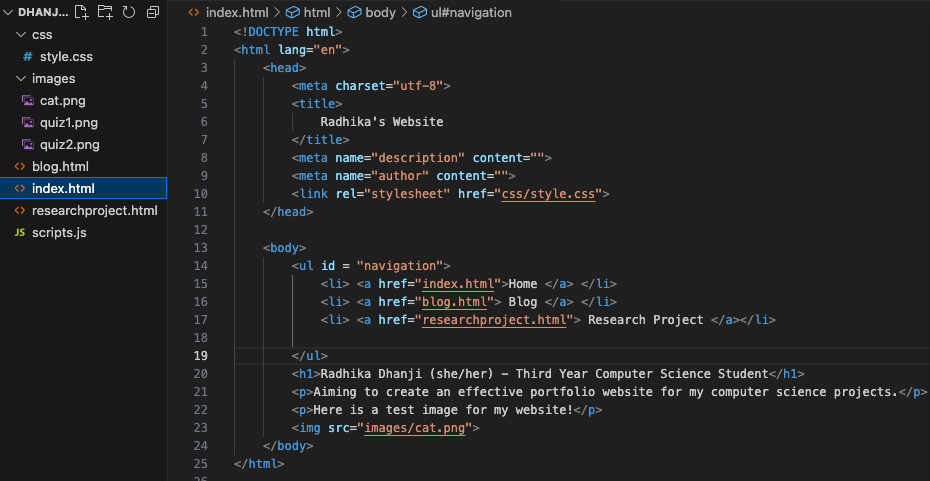 DHANJ...
css
# style.css
images
cat.png
quiz1.png
quiz2.png
<> blog.html
<> index.html
<> researchproject.html
JS scripts.js
<> index.html > html > body > ul#navigation
1 <!DOCTYPE html>
2 <html lang="en">
3 <head>
4 <meta charset="utf-8">
5 <title>
6 Radhika's Website
7 </title>
8 <meta name="description" content="">
9 <meta name="author" content="">
10 <link rel="stylesheet" href="css/style.css">
11 </head>
12
13 <body>
14 <ul id = "navigation">
15 <li> <a href="index.html">Home </a> </li>
16 <li> <a href="blog.html"> Blog </a> </li>
17 <li> <a href="researchproject.html"> Research Project </a></li>
18
19 </ul>
20 <h1>Radhika Dhanji (she/her) - Third Year Computer Science Student</h1>
21 <p>Aiming to create an effective portfolio website for my computer science projects.</p>
22 <p>Here is a test image for my website!</p>
23 <img src="images/cat.png">
24 </body>
25 </html>
26